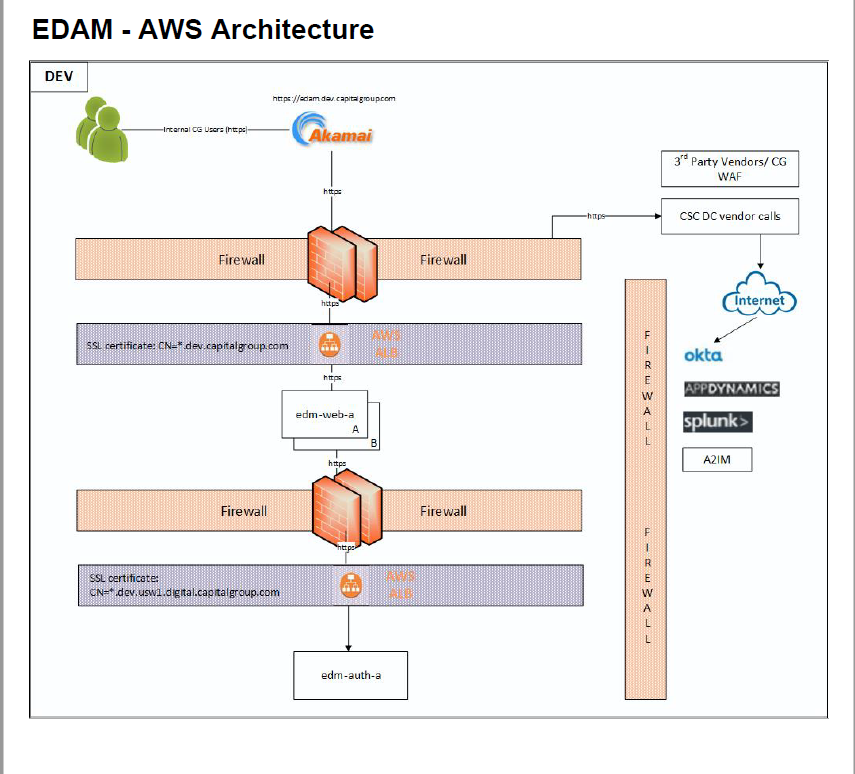 EDAM - AWS Architecture
DEV
https://edam.dev.capitalgroup.com
Internal CG Users (https)
Akamai
https
3rd Party Vendors/ CG
WAF
https
CSC DC vendor calls
Firewall
Firewall
https
Internet
SSL certificate: CN=*.dev.capitalgroup.com
AWS
ALB
okta
https
APPDYNAMICS
edm-web-a
A
B
splunk>
A2IM
https
Firewall
Firewall
https
SSL certificate:
CN=*.dev.usw1.digital.capitalgroup.com
AWS
ALB
edm-auth-a
FIREWALL
FIREWALL